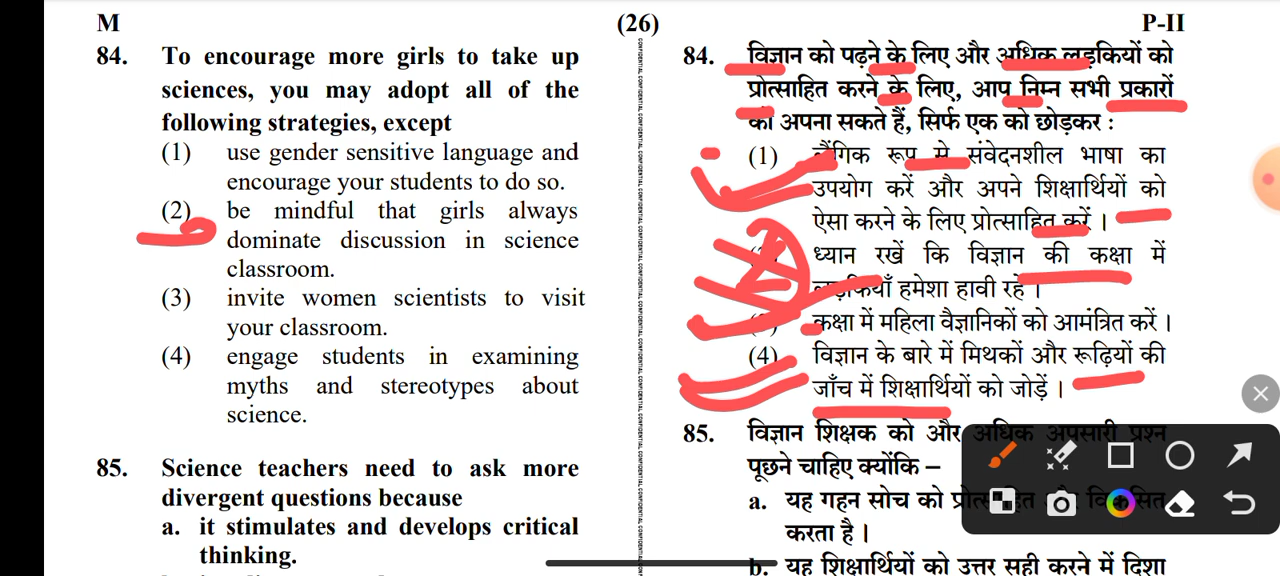 M
(26)
P-II
84. To encourage more girls to take up
sciences, you may adopt all of the
following strategies, except
(1) use gender sensitive language and
encourage your students to do so.
(2) be mindful that girls always
dominate discussion in science
classroom.
(3) invite women scientists to visit
your classroom.
(4) engage students in examining
myths and stereotypes about
science.
85. Science teachers need to ask more
divergent questions because
a. it stimulates and develops critical
thinking.
84. विज्ञान को पढ़ने के लिए और अधिक लड़कियों को
प्रोत्साहित करने के लिए, आप निम्न सभी प्रकारों
को अपना सकते हैं, सिर्फ एक को छोड़कर :
(1) लैंगिक रूप से संवेदनशील भाषा का
उपयोग करें और अपने शिक्षार्थियों को
ऐसा करने के लिए प्रोत्साहित करें ।
ध्यान रखें कि विज्ञान की कक्षा में
लड़कियाँ हमेशा हावी रहें ।
कक्षा में महिला वैज्ञानिकों को आमंत्रित करें ।
(4) विज्ञान के बारे में मिथकों और रूढ़ियों की
जाँच में शिक्षार्थियों को जोड़ें ।
85. विज्ञान शिक्षक को और अधिक अपसारी प्रश्न
पूछने चाहिए क्योंकि –
a. यह गहन सोच को प्रोत्साहित और विकसित
करता है ।
b. यह शिक्षार्थियों को उत्तर सही करने में दिशा